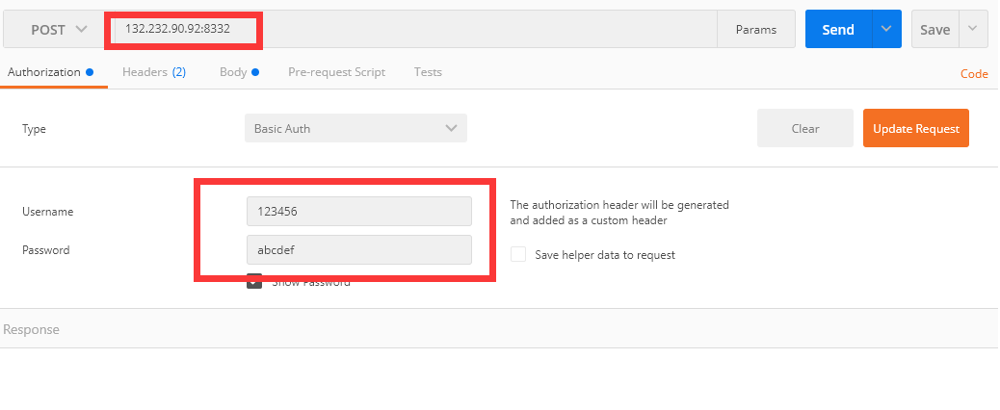 POST 132.232.90.92:8332 Params Send Save
Authorization Headers (2) Body Pre-request Script Tests Code
Type Basic Auth Clear Update Request
Username 123456 The authorization header will be generated
and added as a custom header
Password abcdef Save helper data to request
Show Password
Response